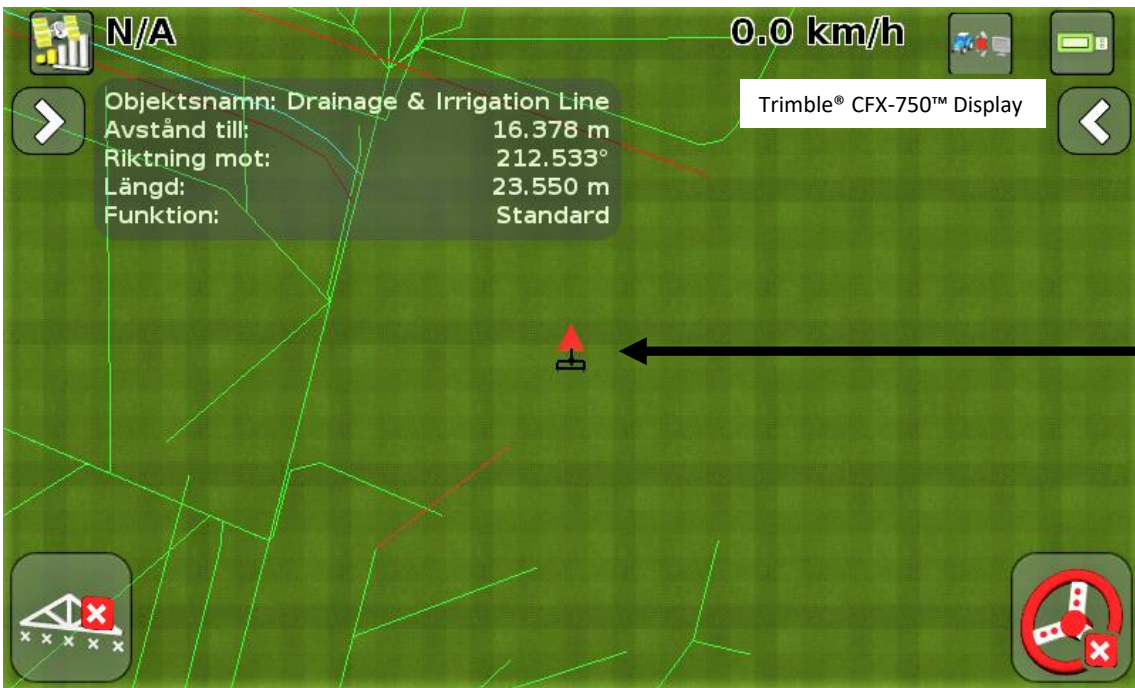 N/A
0.0 km/h
Trimble® CFX-750™ Display
Objektsnamn: Drainage & Irrigation Line
Avstånd till: 16.378 m
Riktning mot: 212.533°
Längd: 23.550 m
Funktion: Standard